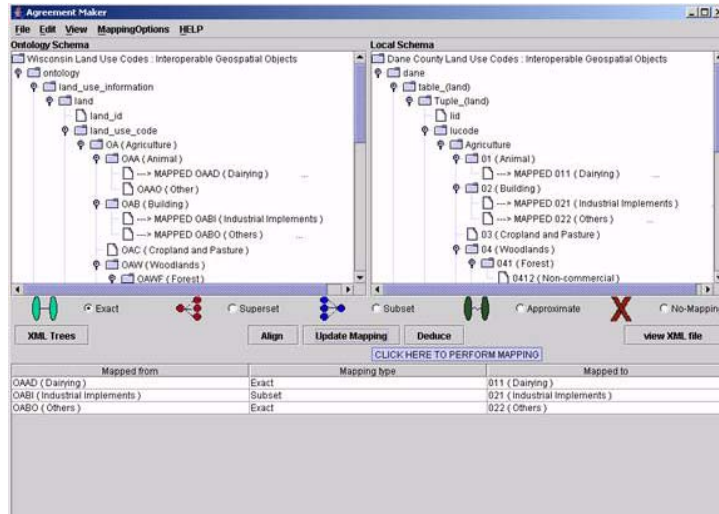 Agreement Maker
File Edit View MappingOptions HELP
Ontology Schema
Wisconsin Land Use Codes : Interoperable Geospatial Objects
ontology
land_use_information
land
land_id
land_use_code
OA ( Agriculture )
OAA ( Animal )
---> MAPPED OAAD ( Dairying )
OAAO ( Other )
OAB ( Building )
---> MAPPED OABI ( Industrial Implements )
---> MAPPED OABO ( Others )
OAC ( Cropland and Pasture )
OAW ( Woodlands )
OAWF ( Forest )
Local Schema
Dane County Land Use Codes : Interoperable Geospatial Objects
dane
table_(land)
Tuple_(land)
lid
lucode
Agriculture
01 ( Animal )
---> MAPPED 011 ( Dairying )
02 ( Building )
---> MAPPED 021 ( Industrial Implements )
---> MAPPED 022 ( Others )
03 ( Cropland and Pasture )
04 ( Woodlands )
041 ( Forest )
0412 ( Non-commercial )
Exact Superset Subset Approximate No-Mappin
XML Trees Align Update Mapping Deduce view XML file
CLICK HERE TO PERFORM MAPPING
Mapped from Mapping type Mapped to
OAAD ( Dairying ) Exact 011 ( Dairying )
OABI ( Industrial Implements ) Subset 021 ( Industrial Implements )
OABO ( Others ) Exact 022 ( Others )